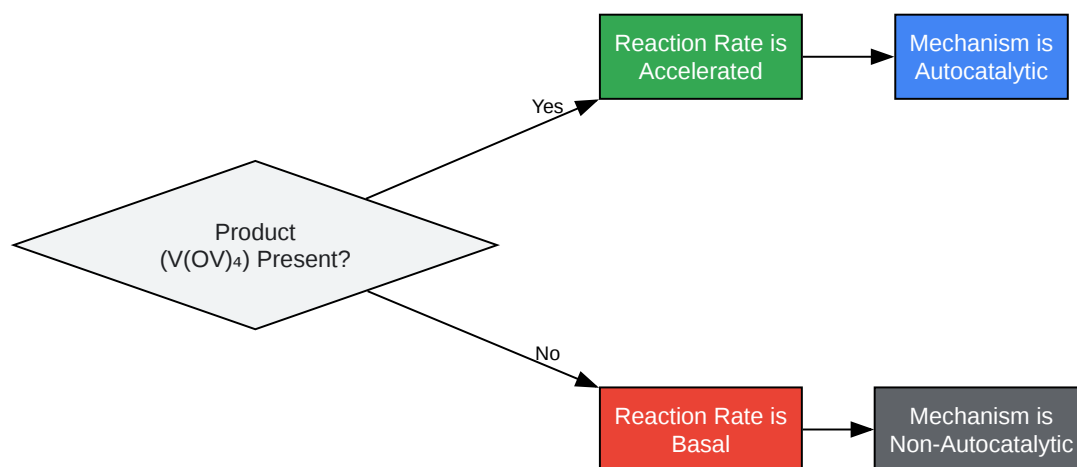 Reaction Rate is
Accelerated
Mechanism is
Autocatalytic
Yes
Product
(V(OV)₄) Present?
No
Reaction Rate is
Basal
Mechanism is
Non-Autocatalytic